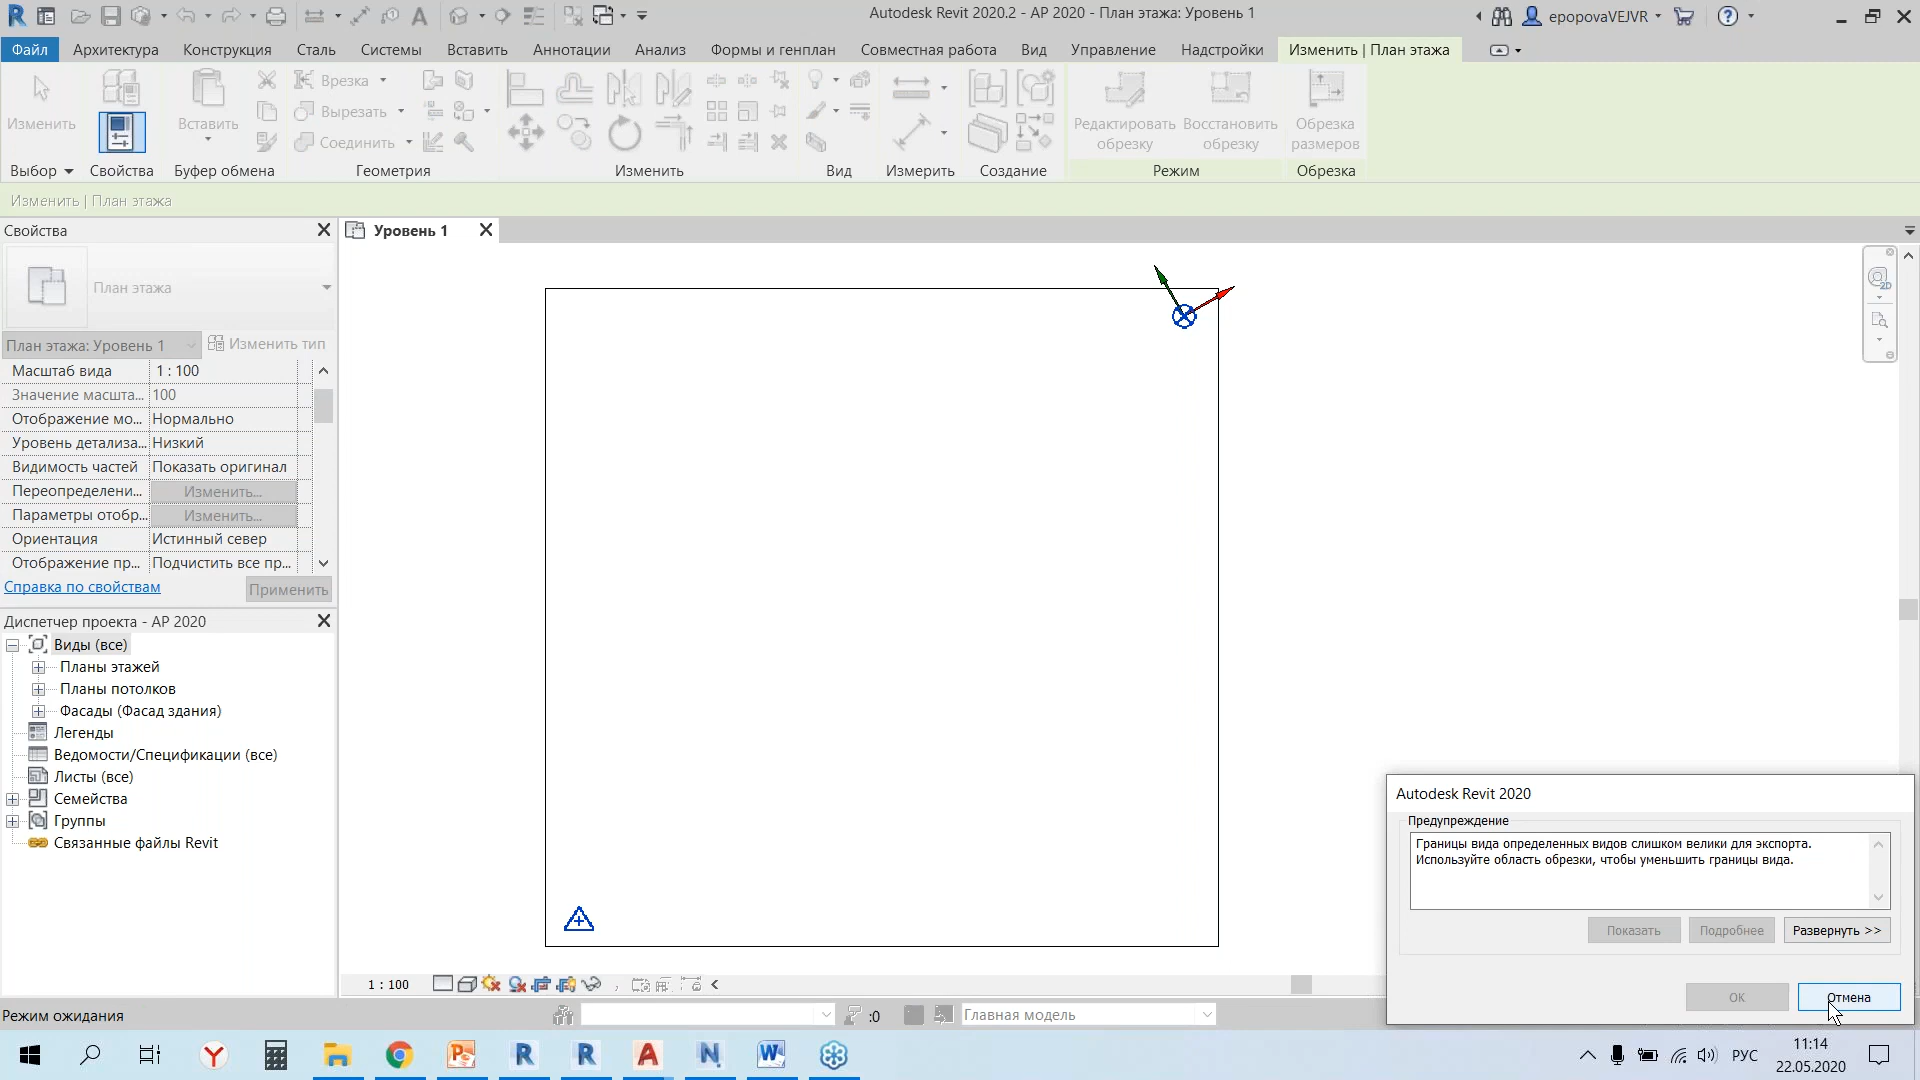 Autodesk Revit 2020.2 - АР 2020 - План этажа: Уровень 1
epopovaVEJVR
Файл Архитектура Конструкция Сталь Системы Вставить Аннотации Анализ Формы и генплан Совместная работа Вид Управление Надстройки Изменить | План этажа
Изменить
Вставить
Врезка
Вырезать
Соединить
Редактировать обрезку
Восстановить обрезку
Обрезка размеров
Выбор Свойства Буфер обмена Геометрия Изменить Вид Измерить Создание Режим Обрезка
Изменить | План этажа
Свойства
План этажа
План этажа: Уровень 1 Изменить тип
Масштаб вида 1 : 100
Значение масшта... 100
Отображение мо... Нормально
Уровень детализа... Низкий
Видимость частей Показать оригинал
Переопределени... Изменить...
Параметры отобр... Изменить...
Ориентация Истинный север
Отображение пр... Подчистить все пр...
Справка по свойствам Применить
Диспетчер проекта - АР 2020
Виды (все)
Планы этажей
Планы потолков
Фасады (Фасад здания)
Легенды
Ведомости/Спецификации (все)
Листы (все)
Семейства
Группы
Связанные файлы Revit
Уровень 1
2D
1 : 100
Autodesk Revit 2020
Предупреждение
Границы вида определенных видов слишком велики для экспорта.
Используйте область обрезки, чтобы уменьшить границы вида.
Показать Подробнее Развернуть >>
OK Отмена
Режим ожидания
:0
Главная модель
РУС
11:14
22.05.2020